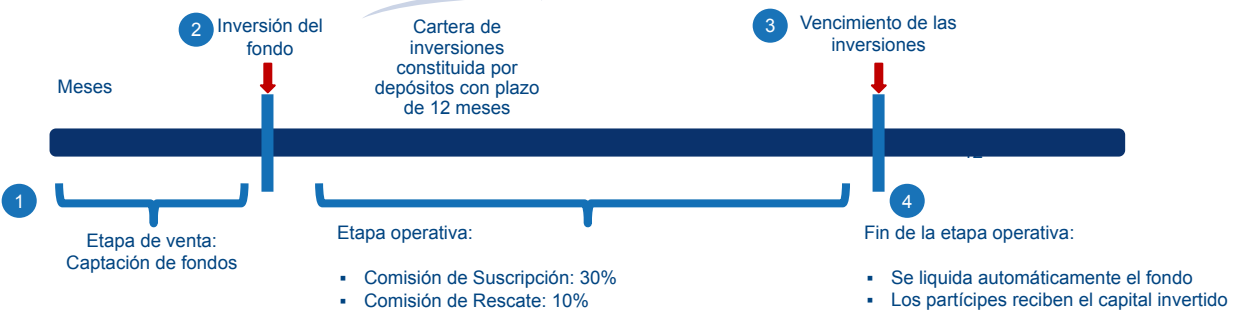 2
Inversión del
fondo
Cartera de
inversiones
constituida por
depósitos con plazo
de 12 meses
3
Vencimiento de las
inversiones
Meses
1
Etapa de venta:
Captación de fondos
Etapa operativa:
▪ Comisión de Suscripción: 30%
▪ Comisión de Rescate: 10%
4
Fin de la etapa operativa:
▪ Se liquida automáticamente el fondo
▪ Los partícipes reciben el capital invertido